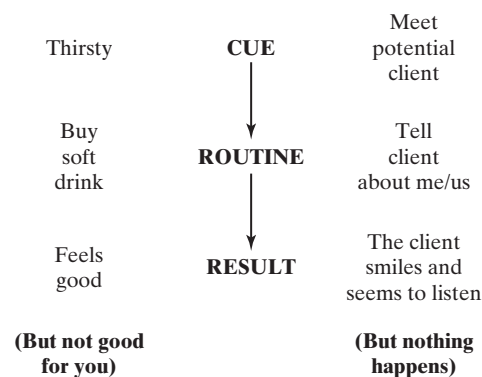 Thirsty
CUE
Meet
potential
client
Buy
soft
drink
ROUTINE
Tell
client
about me/us
Feels
good
RESULT
The client
smiles and
seems to listen
(But not good
for you)
(But nothing
happens)